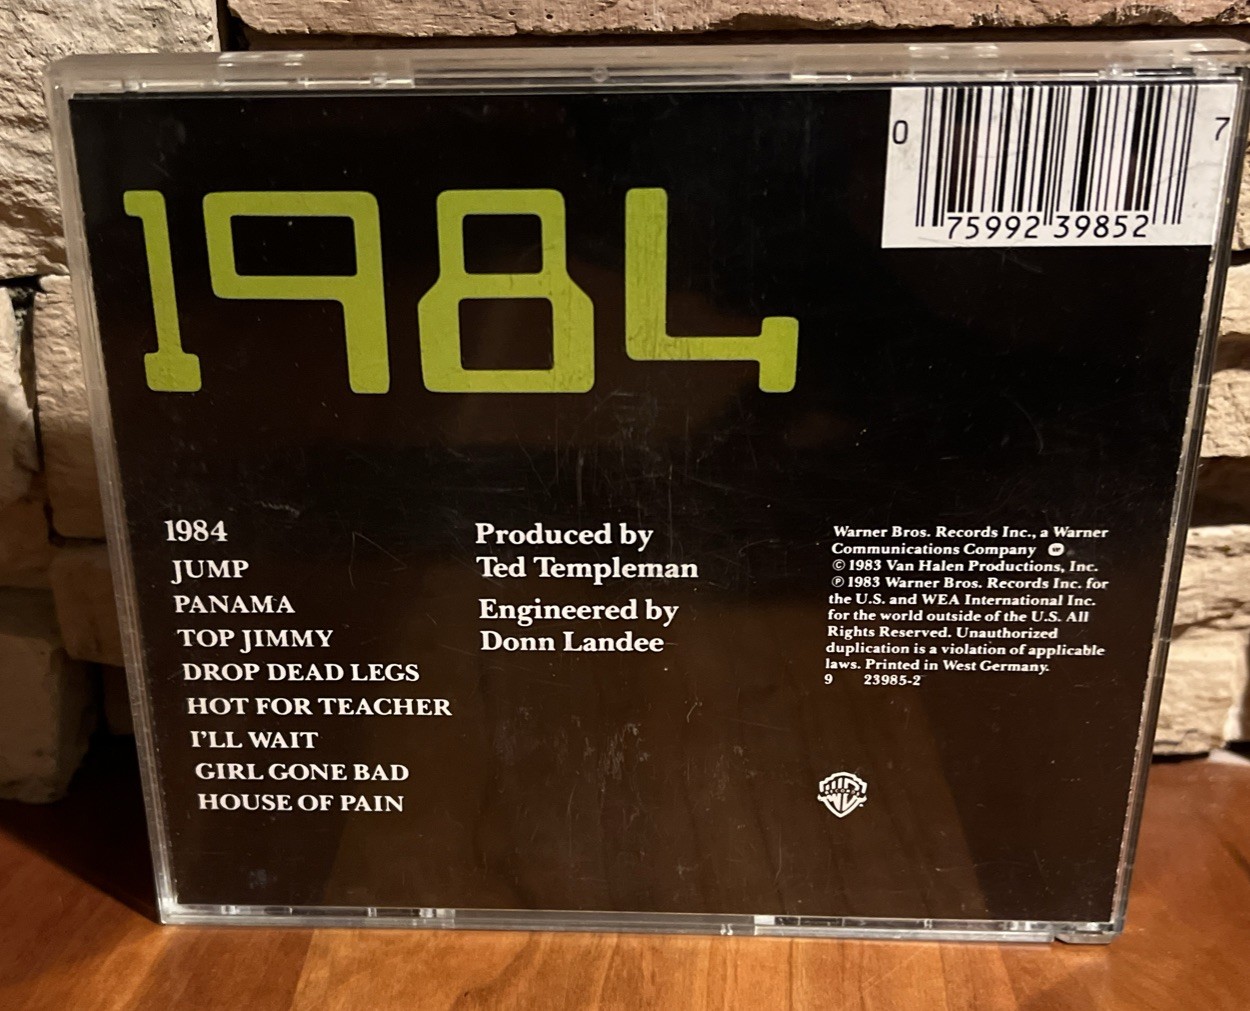 1984
0 75992 39852 7
1984
JUMP
PANAMA
TOP JIMMY
DROP DEAD LEGS
HOT FOR TEACHER
I'LL WAIT
GIRL GONE BAD
HOUSE OF PAIN
Produced by
Ted Templeman
Engineered by
Donn Landee
Warner Bros. Records Inc., a Warner
Communications Company
© 1983 Van Halen Productions, Inc.
℗ 1983 Warner Bros. Records Inc. for
the U.S. and WEA International Inc.
for the world outside of the U.S. All
Rights Reserved. Unauthorized
duplication is a violation of applicable
laws. Printed in West Germany.
9 23985-2